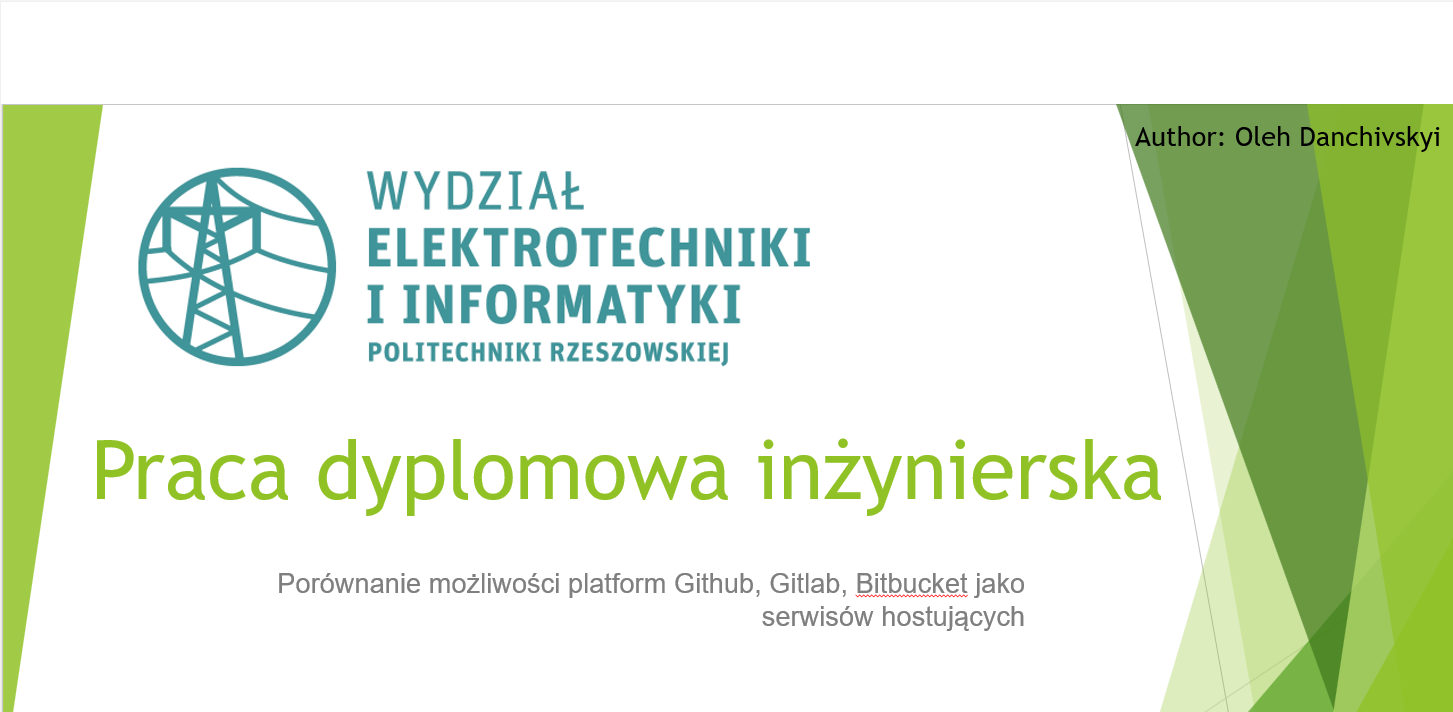 Author: Oleh Danchivskyi
WYDZIAŁ
ELEKTROTECHNIKI
I INFORMATYKI
POLITECHNIKI RZESZOWSKIEJ
Praca dyplomowa inżynierska
Porównanie możliwości platform Github, Gitlab, Bitbucket jako
serwisów hostujących